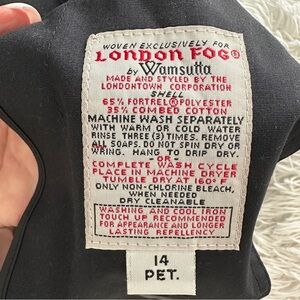 WOVEN EXCLUSIVELY FOR
LONDON FOG®
by Wamsutta
MADE AND STYLED BY THE
LONDONTOWN CORPORATION
SHELL
65% FORTREL® POLYESTER
35% COMBED COTTON
MACHINE WASH SEPARATELY
WITH WARM OR COLD WATER
RINSE THREE (3) TIMES. REMOVE
ALL SOAPS. DO NOT SPIN DRY OR
WRING. HANG TO DRIP DRY.
-OR-
COMPLETE WASH CYCLE
PLACE IN MACHINE DRYER
TUMBLE DRY AT 160° F
ONLY NON-CHLORINE BLEACH,
WHEN NEEDED
DRY CLEANABLE
WASHING AND COOL IRON
TOUCH UP RECOMMENDED
FOR APPEARANCE AND LONGER
LASTING REPELLENCY
14
PET.